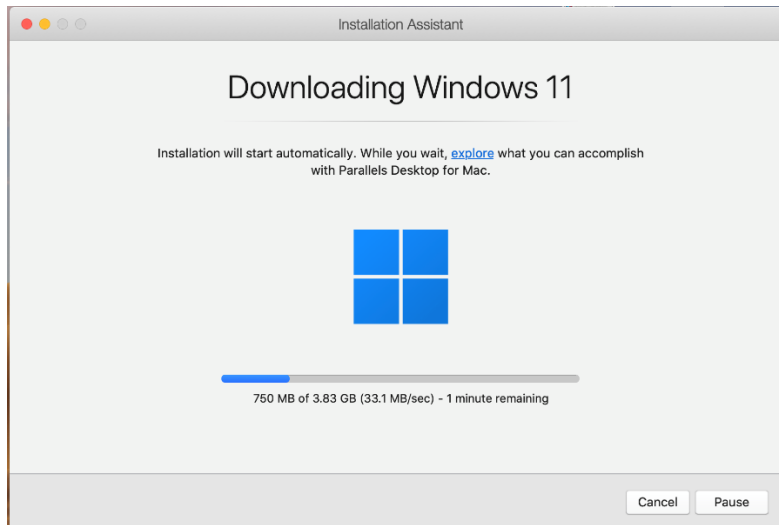 Installation Assistant
Downloading Windows 11
Installation will start automatically. While you wait, explore what you can accomplish
with Parallels Desktop for Mac.
750 MB of 3.83 GB (33.1 MB/sec) - 1 minute remaining
Cancel Pause